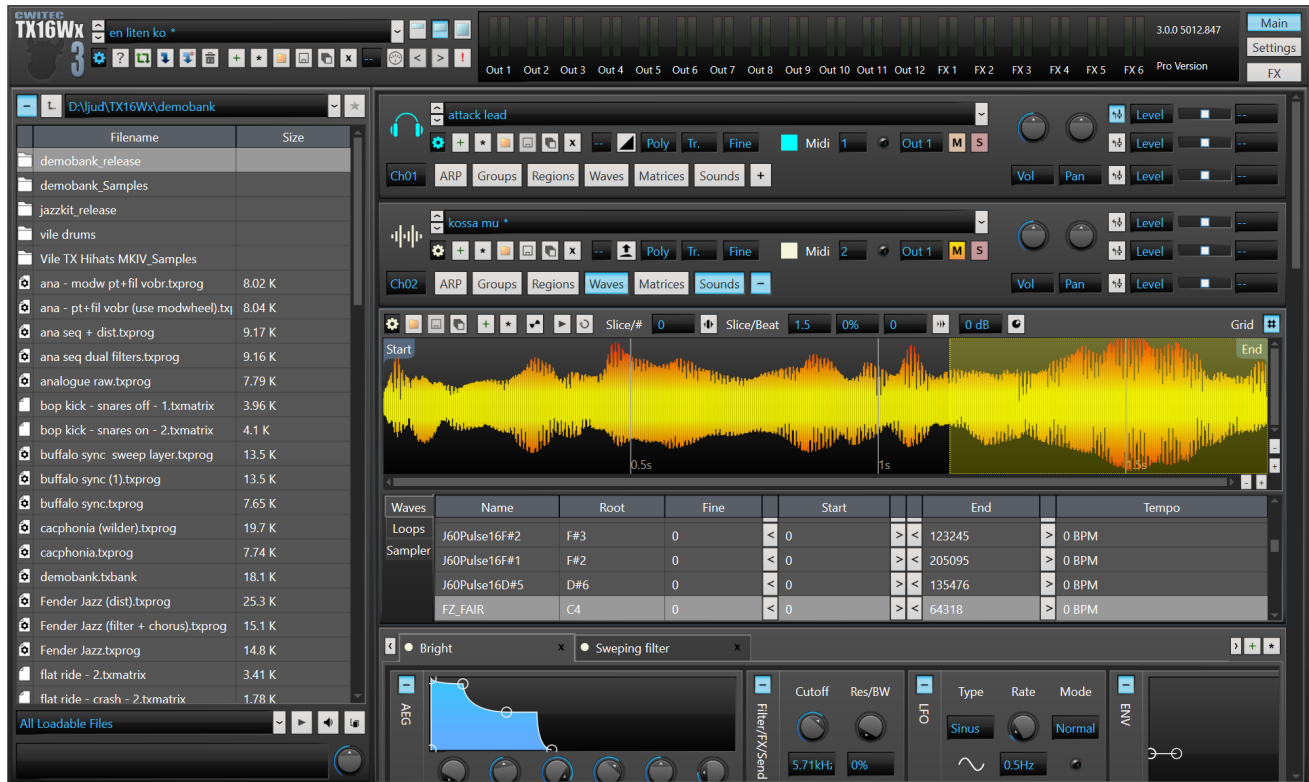 CWITEC
TX16Wx
3
en liten ko *
? + * x -- < > !
Out 1 Out 2 Out 3 Out 4 Out 5 Out 6 Out 7 Out 8 Out 9 Out 10 Out 11 Out 12 FX 1 FX 2 FX 3 FX 4 FX 5 FX 6
3.0.0 5012.847
Pro Version
Main
Settings
FX
D:\ljud\TX16Wx\demobank
Filename Size
demobank_release
demobank_Samples
jazzkit_release
vile drums
Vile TX Hihats MKIV_Samples
ana - modw pt+fil vobr.txprog 8.02 K
ana - pt+fil vobr (use modwheel).txp 8.04 K
ana seq + dist.txprog 9.17 K
ana seq dual filters.txprog 9.16 K
analogue raw.txprog 7.79 K
bop kick - snares off - 1.txmatrix 3.96 K
bop kick - snares on - 2.txmatrix 4.1 K
buffalo sync sweep layer.txprog 13.5 K
buffalo sync (1).txprog 13.5 K
buffalo sync.txprog 7.65 K
cacphonia (wilder).txprog 19.7 K
cacphonia.txprog 7.74 K
demobank.txbank 18.1 K
Fender Jazz (dist).txprog 25.3 K
Fender Jazz (filter + chorus).txprog 15.1 K
Fender Jazz.txprog 14.8 K
flat ride - 2.txmatrix 3.41 K
flat ride - crash - 2.txmatrix 1.78 K
All Loadable Files
attack lead
+ * x -- Poly Tr. Fine Midi 1 Out 1 M S
Level --
Level --
Ch01 ARP Groups Regions Waves Matrices Sounds + Vol Pan Level --
kossa mu *
+ * x -- Poly Tr. Fine Midi 2 Out 1 M S
Level --
Level --
Ch02 ARP Groups Regions Waves Matrices Sounds − Vol Pan Level --
+ * Slice/# 0 Slice/Beat 1.5 0% 0 0 dB Grid #
Start End
0.5s 1s 1.5s
Waves Name Root Fine Start End Tempo
Loops
Sampler
J60Pulse16F#2 F#3 0 < 0 > < 123245 > 0 BPM
J60Pulse16F#1 F#2 0 < 0 > < 205095 > 0 BPM
J60Pulse16D#5 D#6 0 < 0 > < 135476 > 0 BPM
FZ_FAIR C4 0 < 0 > < 64318 > 0 BPM
Bright x Sweping filter x + *
AEG
Filter/FX/Send
Cutoff Res/BW
5.71kHz 0%
LFO
Type Rate Mode
Sinus Normal
0.5Hz
ENV